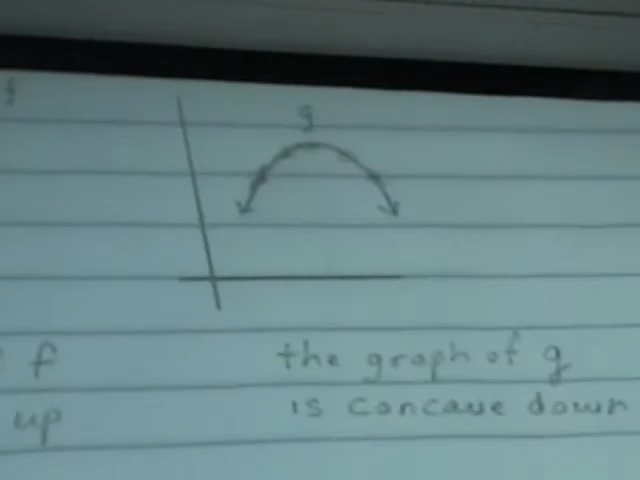 g
f the graph of g
up is concave down